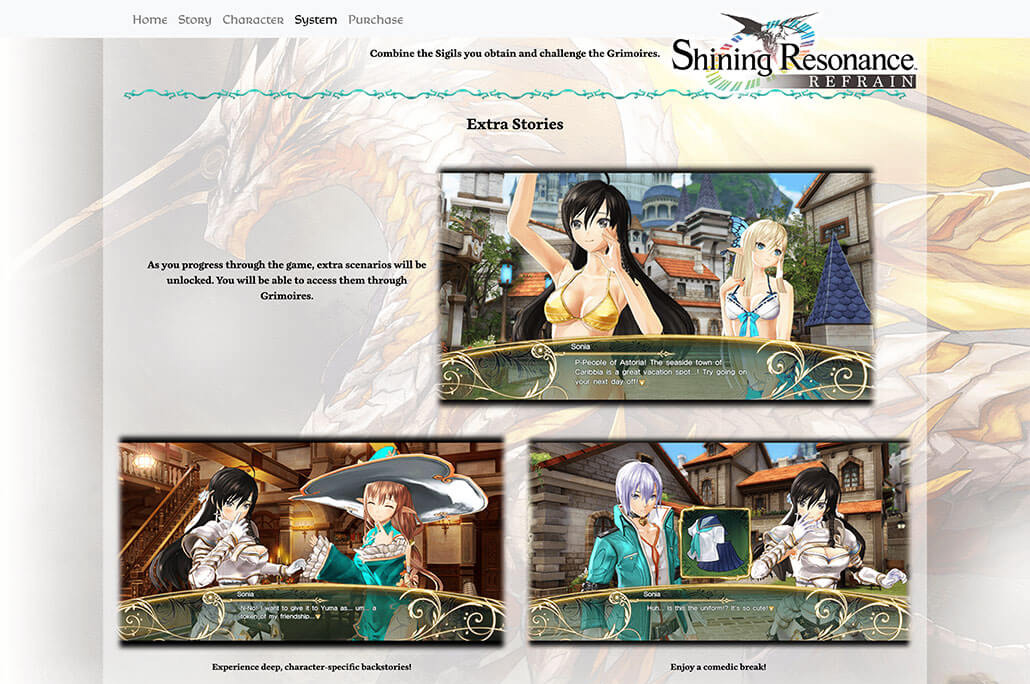 Home Story Character System Purchase
Combine the Sigils you obtain and challenge the Grimoires.
Shining Resonance
REFRAIN
Extra Stories
As you progress through the game, extra scenarios will be
unlocked. You will be able to access them through
Grimoires.
Sonia
P-People of Astoria! The seaside town of
Caribbia is a great vacation spot...! Try going on
your next day off!
Sonia
N-No! I want to give it to Yuma as... um... a
token of my friendship...
Sonia
Huh... is this the uniform!? It's so cute!
Experience deep, character-specific backstories!
Enjoy a comedic break!